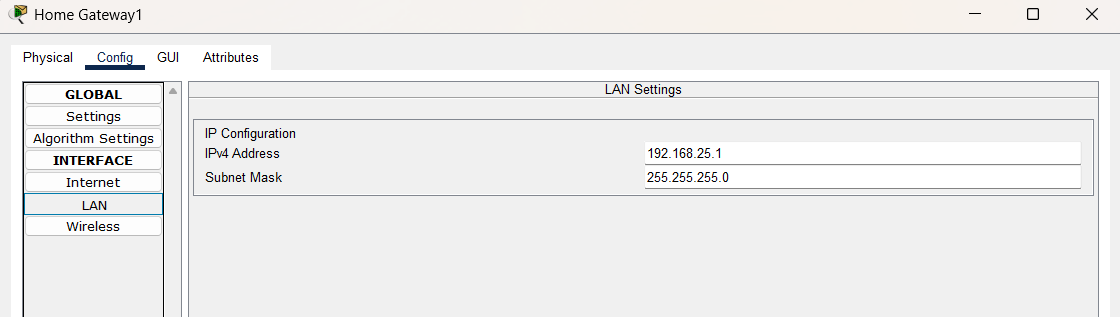 Home Gateway1
Physical Config GUI Attributes
GLOBAL
Settings
Algorithm Settings
INTERFACE
Internet
LAN
Wireless
LAN Settings
IP Configuration
IPv4 Address 192.168.25.1
Subnet Mask 255.255.255.0